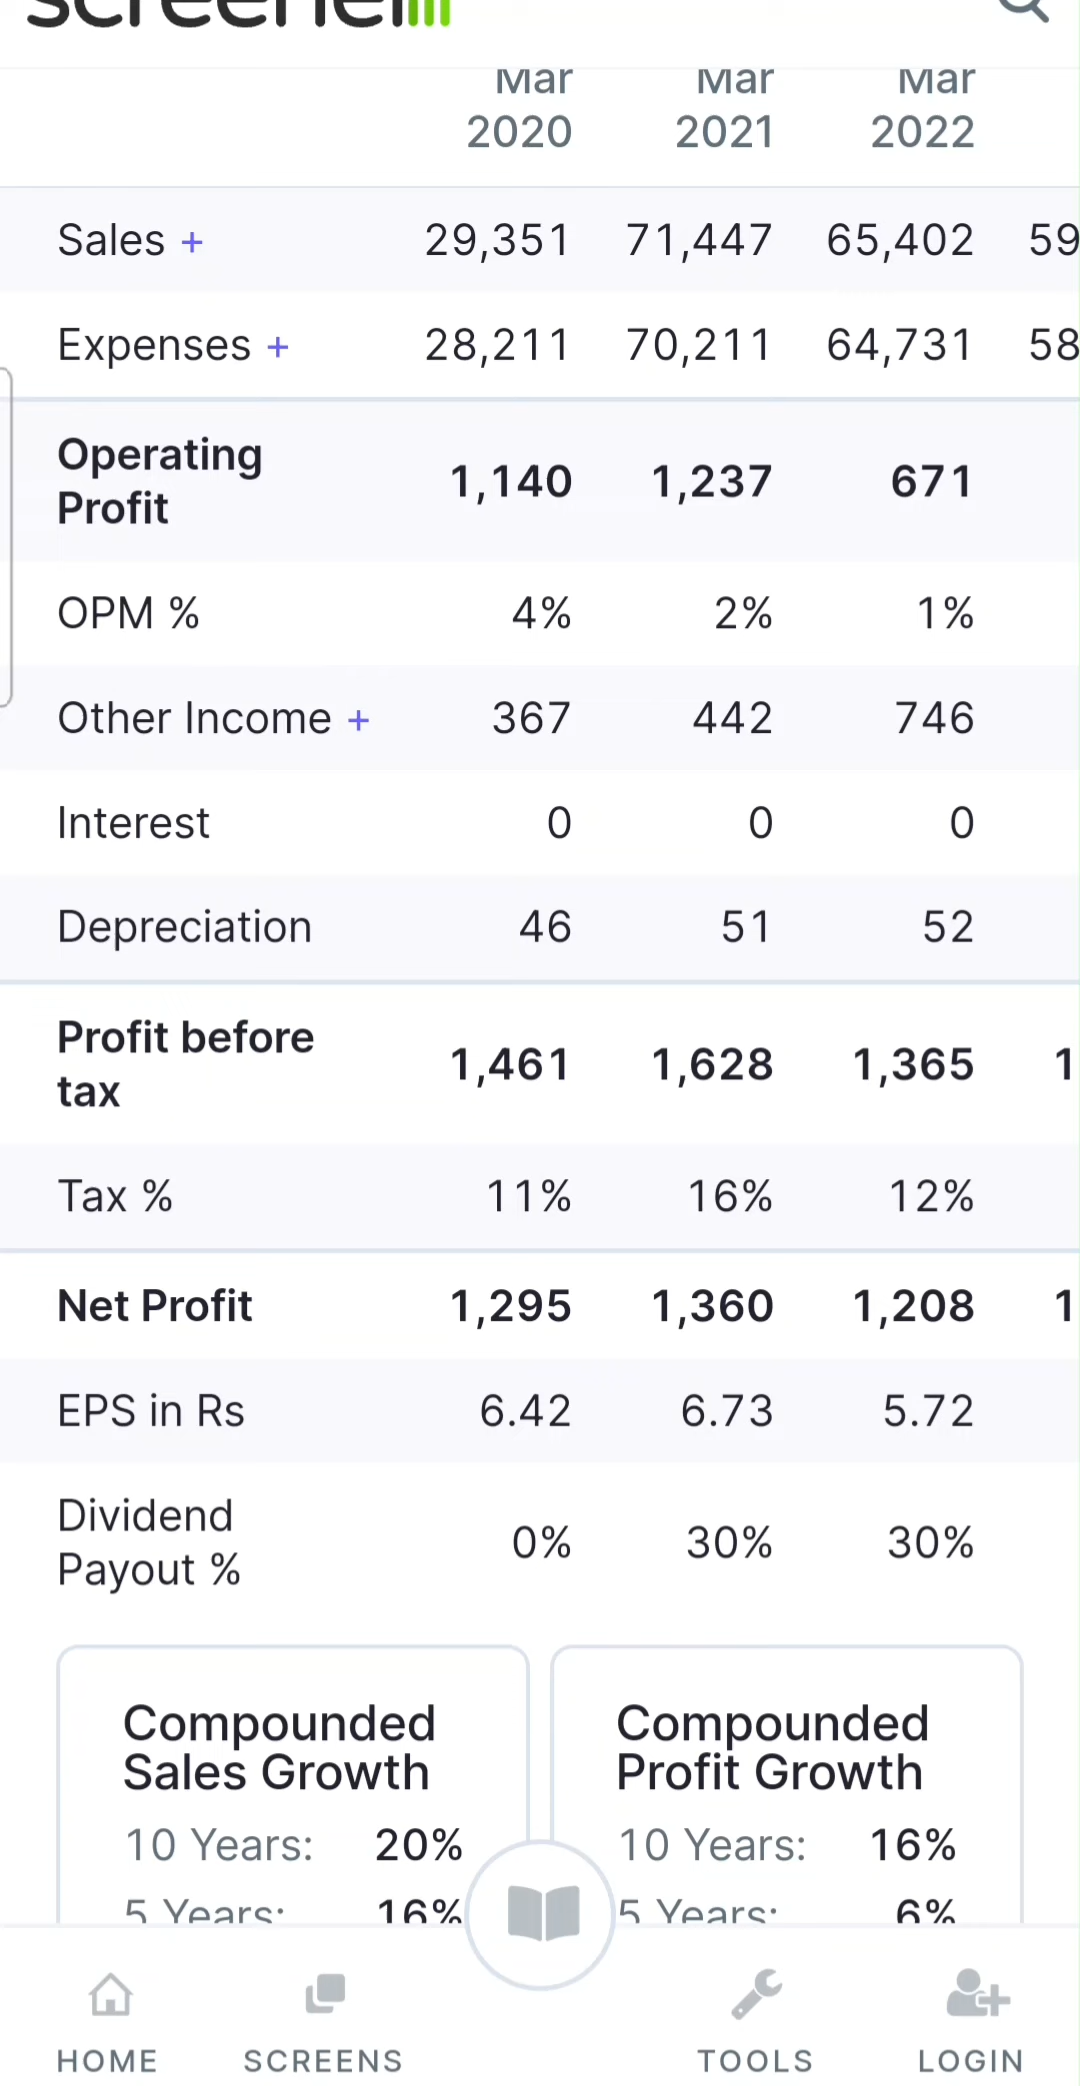 screener
Mar Mar Mar
2020 2021 2022
Sales + 29,351 71,447 65,402 59
Expenses + 28,211 70,211 64,731 58
Operating
Profit 1,140 1,237 671
OPM % 4% 2% 1%
Other Income + 367 442 746
Interest 0 0 0
Depreciation 46 51 52
Profit before
tax 1,461 1,628 1,365 1
Tax % 11% 16% 12%
Net Profit 1,295 1,360 1,208 1
EPS in Rs 6.42 6.73 5.72
Dividend
Payout % 0% 30% 30%
Compounded
Sales Growth
10 Years: 20%
5 Years: 16%
Compounded
Profit Growth
10 Years: 16%
5 Years: 6%
HOME SCREENS TOOLS LOGIN